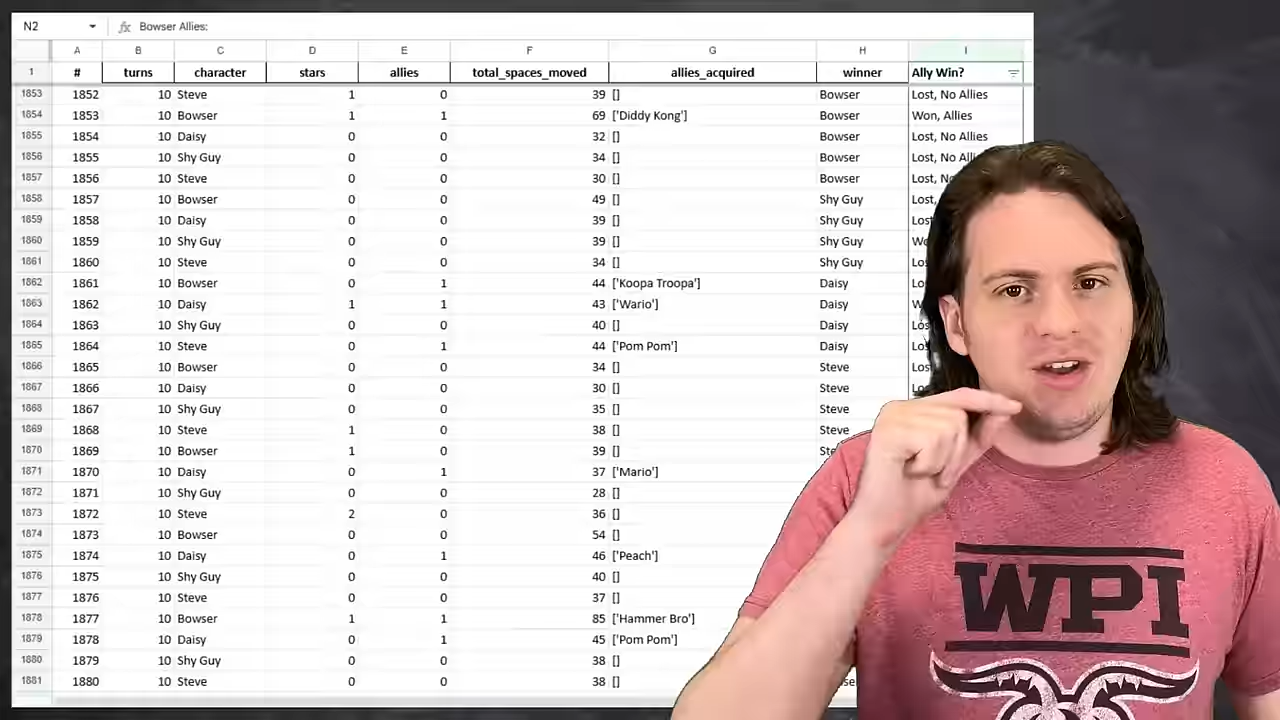 N2 fx Bowser Allies:
A B C D E F G H I
1 # turns character stars allies total_spaces_moved allies_acquired winner Ally Win?
1853 1852 10 Steve 1 0 39 [] Bowser Lost, No Allies
1854 1853 10 Bowser 1 1 69 ['Diddy Kong'] Bowser Won, Allies
1855 1854 10 Daisy 0 0 32 [] Bowser Lost, No Allies
1856 1855 10 Shy Guy 0 0 34 [] Bowser Lost, No
1857 1856 10 Steve 0 0 30 [] Bowser Lost,
1858 1857 10 Bowser 0 0 49 [] Shy Guy Lost,
1859 1858 10 Daisy 0 0 39 [] Shy Guy Lost
1860 1859 10 Shy Guy 0 0 39 [] Shy Guy
1861 1860 10 Steve 0 0 34 [] Shy Guy
1862 1861 10 Bowser 0 1 44 ['Koopa Troopa'] Daisy
1863 1862 10 Daisy 1 1 43 ['Wario'] Daisy
1864 1863 10 Shy Guy 0 0 40 [] Daisy
1865 1864 10 Steve 0 1 44 ['Pom Pom'] Daisy
1866 1865 10 Bowser 0 0 34 [] Steve
1867 1866 10 Daisy 0 0 30 [] Steve
1868 1867 10 Shy Guy 0 0 35 [] Steve
1869 1868 10 Steve 1 0 38 [] Steve
1870 1869 10 Bowser 1 0 39 []
1871 1870 10 Daisy 0 1 37 ['Mario']
1872 1871 10 Shy Guy 0 0 28 []
1873 1872 10 Steve 2 0 36 []
1874 1873 10 Bowser 0 0 54 []
1875 1874 10 Daisy 0 1 46 ['Peach']
1876 1875 10 Shy Guy 0 0 40 []
1877 1876 10 Steve 0 0 37 []
1878 1877 10 Bowser 1 1 85 ['Hammer Bro']
1879 1878 10 Daisy 0 1 45 ['Pom Pom']
1880 1879 10 Shy Guy 0 0 38 []
1881 1880 10 Steve 0 0 38 []
WPI